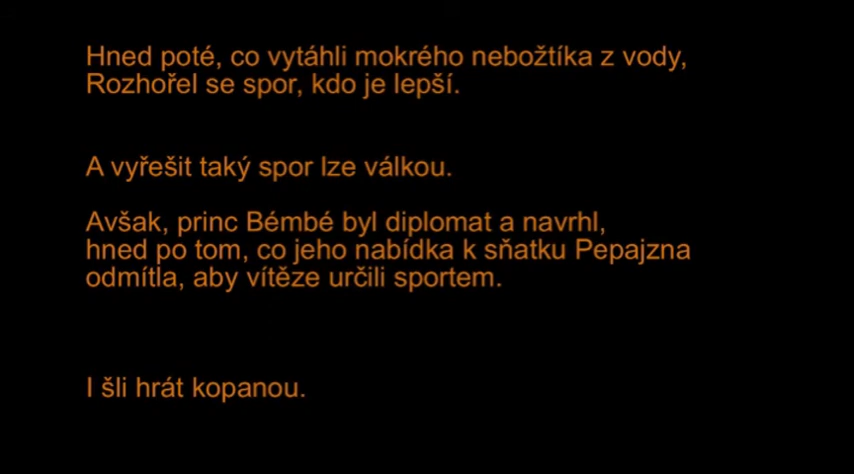 Hned poté, co vytáhli mokrého nebožtíka z vody,
Rozhořel se spor, kdo je lepší.
A vyřešit taký spor lze válkou.
Avšak, princ Bémbé byl diplomat a navrhl,
hned po tom, co jeho nabídka k sňatku Pepajzna
odmítla, aby vítěze určili sportem.
I šli hrát kopanou.